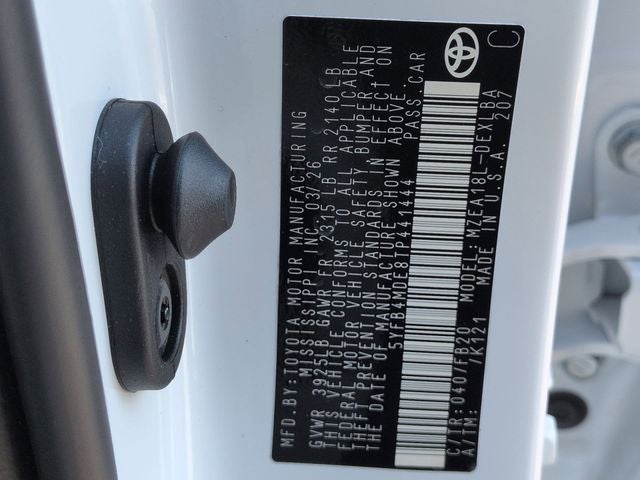 MFD.BY:TOYOTA MOTOR MANUFACTURING
MISSISSIPPI INC. 03/26
GVWR 3925LB GAWR FR 2315 LB RR 2140 LB
THIS VEHICLE CONFORMS TO ALL APPLICABLE
FEDERAL MOTOR VEHICLE SAFETY, BUMPER AND
THEFT PREVENTION STANDARDS IN EFFECT ON
THE DATE OF MANUFACTURE SHOWN ABOVE.
5YFB4MDE8TP441444 PASS.CAR
C/TR: 040/FB20 MODEL: MZEA18L-DEXLBA
A/TM: /K121 MADE IN U.S.A. 207
C